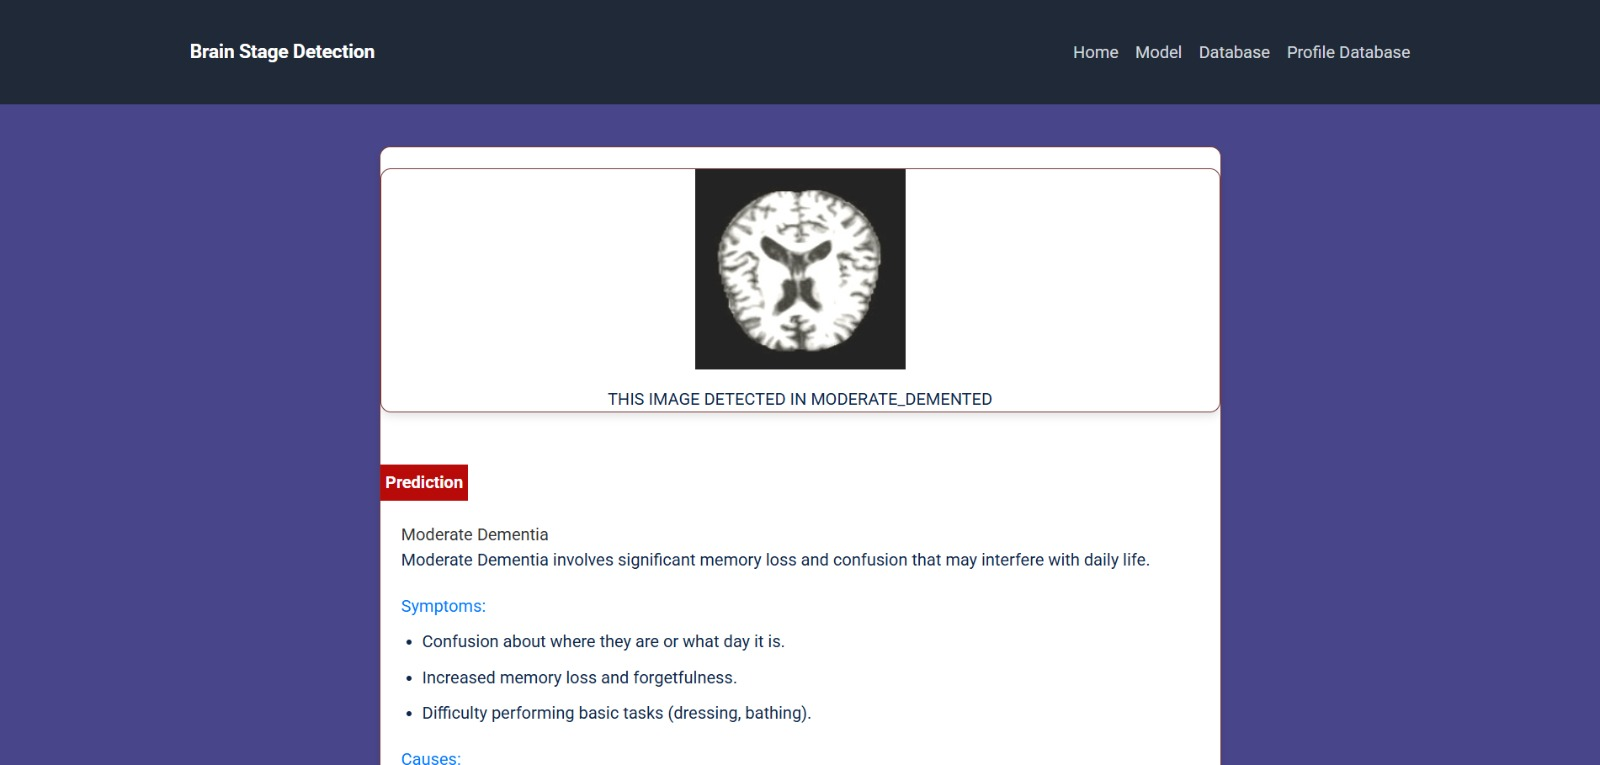 Brain Stage Detection
Home Model Database Profile Database
THIS IMAGE DETECTED IN MODERATE_DEMENTED
Prediction
Moderate Dementia
Moderate Dementia involves significant memory loss and confusion that may interfere with daily life.
Symptoms:
• Confusion about where they are or what day it is.
• Increased memory loss and forgetfulness.
• Difficulty performing basic tasks (dressing, bathing).
Causes: